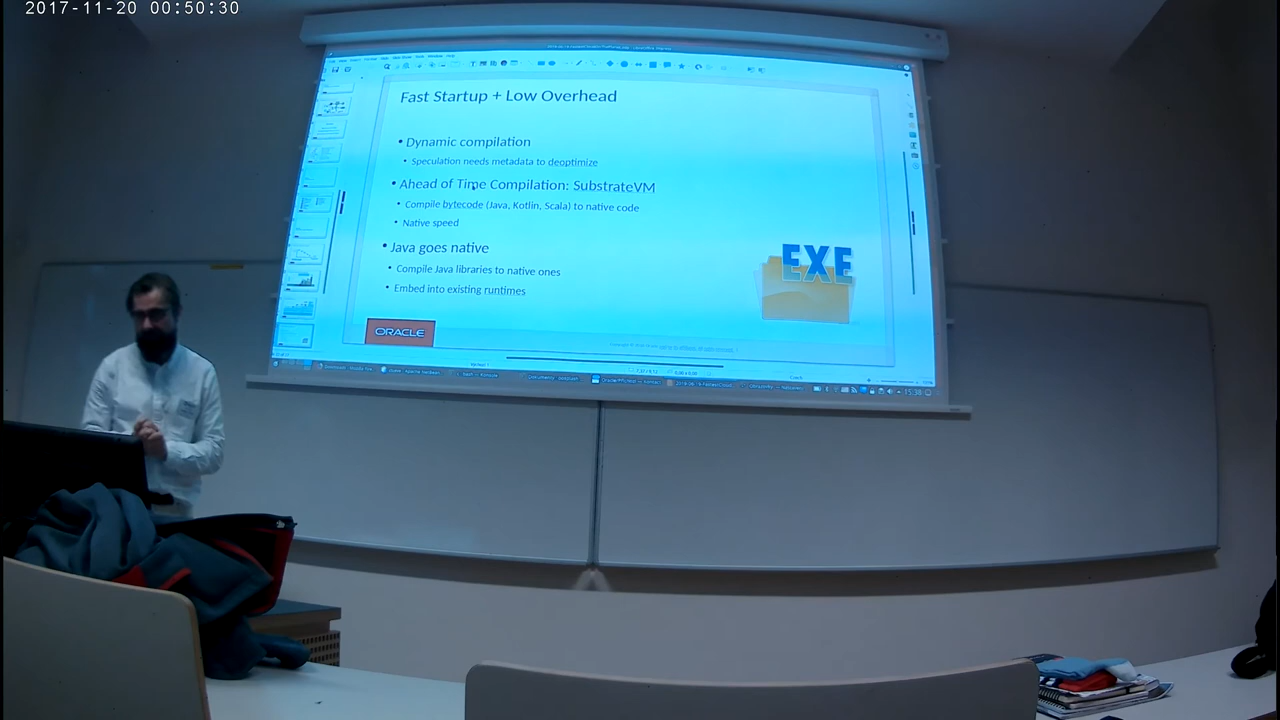 2017-11-20 00:50:30
Fast Startup + Low Overhead
• Dynamic compilation
• Speculation needs metadata to deoptimize
• Ahead of Time Compilation: SubstrateVM
• Compile bytecode (Java, Kotlin, Scala) to native code
• Native speed
• Java goes native
• Compile Java libraries to native ones
• Embed into existing runtimes
EXE
ORACLE
15:38